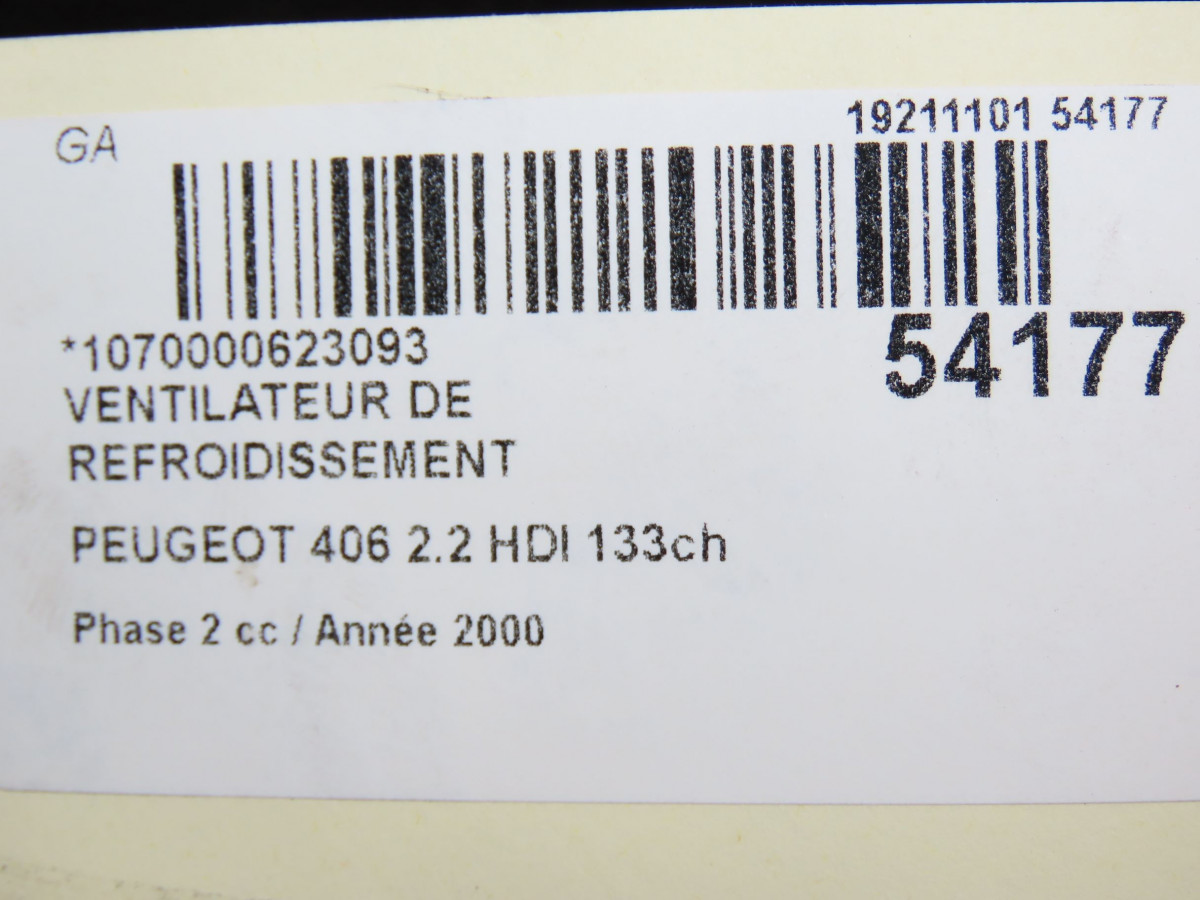 GA
19211101 54177
*1070000623093
54177
VENTILATEUR DE
REFROIDISSEMENT
PEUGEOT 406 2.2 HDI 133ch
Phase 2 cc / Année 2000